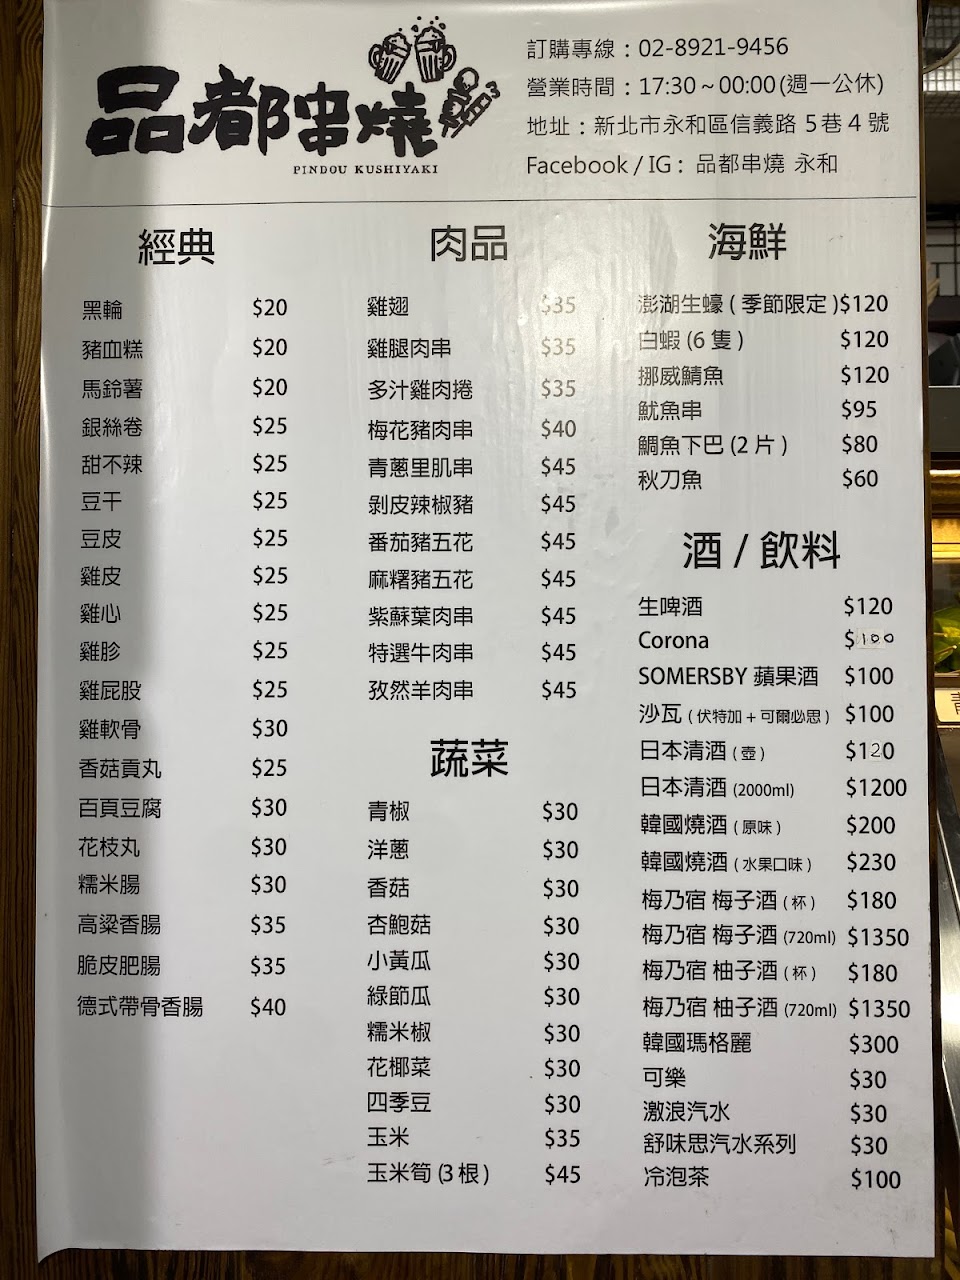 品都串燒
PINDOU KUSHIYAKI
訂購專線：02-8921-9456
營業時間：17:30～00:00(週一公休)
地址：新北市永和區信義路 5 巷 4 號
Facebook / IG： 品都串燒 永和
經典
黑輪 $20
豬血糕 $20
馬鈴薯 $20
銀絲卷 $25
甜不辣 $25
豆干 $25
豆皮 $25
雞皮 $25
雞心 $25
雞胗 $25
雞屁股 $25
雞軟骨 $30
香菇貢丸 $25
百頁豆腐 $30
花枝丸 $30
糯米腸 $30
高粱香腸 $35
脆皮肥腸 $35
德式帶骨香腸 $40
肉品
雞翅 $35
雞腿肉串 $35
多汁雞肉捲 $35
梅花豬肉串 $40
青蔥里肌串 $45
剝皮辣椒豬 $45
番茄豬五花 $45
麻糬豬五花 $45
紫蘇葉肉串 $45
特選牛肉串 $45
孜然羊肉串 $45
蔬菜
青椒 $30
洋蔥 $30
香菇 $30
杏鮑菇 $30
小黃瓜 $30
綠節瓜 $30
糯米椒 $30
花椰菜 $30
四季豆 $30
玉米 $35
玉米筍 (3 根 ) $45
海鮮
澎湖生蠔 ( 季節限定 )$120
白蝦 (6 隻 ) $120
挪威鯖魚 $120
魷魚串 $95
鯛魚下巴 (2 片 ) $80
秋刀魚 $60
酒 / 飲料
生啤酒 $120
Corona $100
SOMERSBY 蘋果酒 $100
沙瓦 ( 伏特加 + 可爾必思 ) $100
日本清酒 ( 壺 ) $120
日本清酒 (2000ml) $1200
韓國燒酒 ( 原味 ) $200
韓國燒酒 ( 水果口味 ) $230
梅乃宿 梅子酒 ( 杯 ) $180
梅乃宿 梅子酒 (720ml) $1350
梅乃宿 柚子酒 ( 杯 ) $180
梅乃宿 柚子酒 (720ml) $1350
韓國瑪格麗 $300
可樂 $30
激浪汽水 $30
舒味思汽水系列 $30
冷泡茶 $100